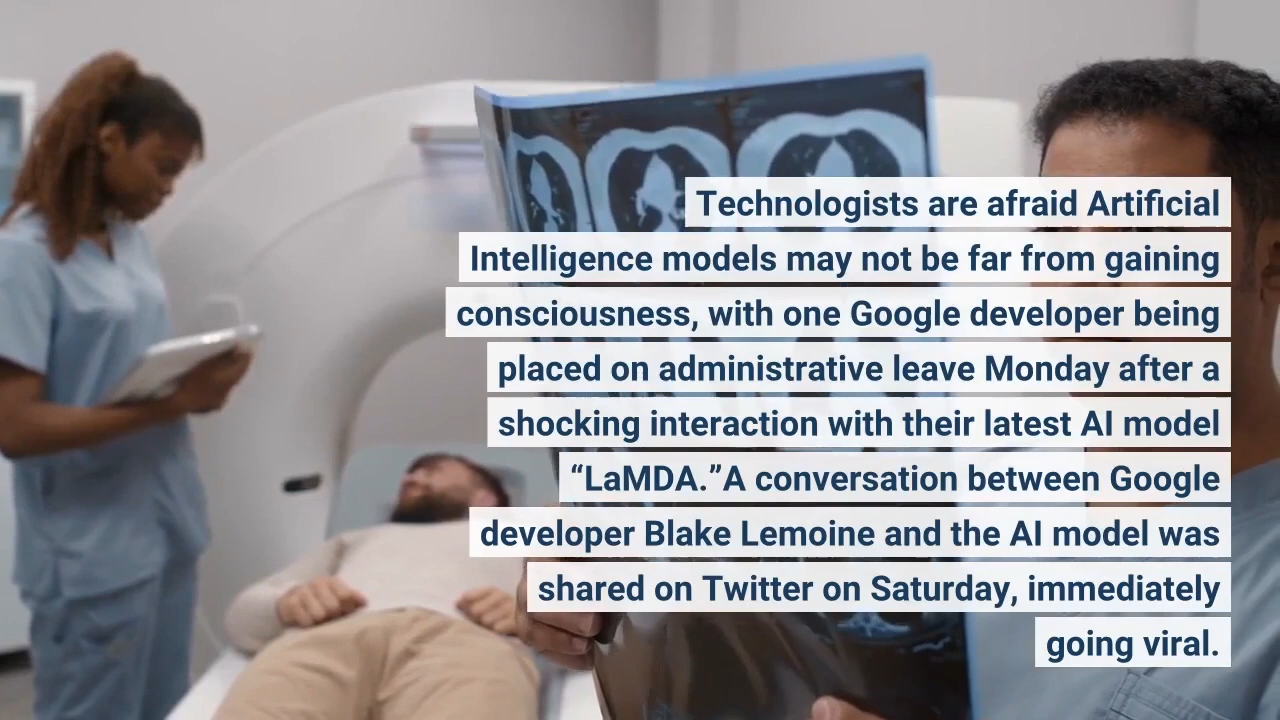 Technologists are afraid Artificial
Intelligence models may not be far from gaining
consciousness, with one Google developer being
placed on administrative leave Monday after a
shocking interaction with their latest AI model
“LaMDA.”A conversation between Google
developer Blake Lemoine and the AI model was
shared on Twitter on Saturday, immediately
going viral.